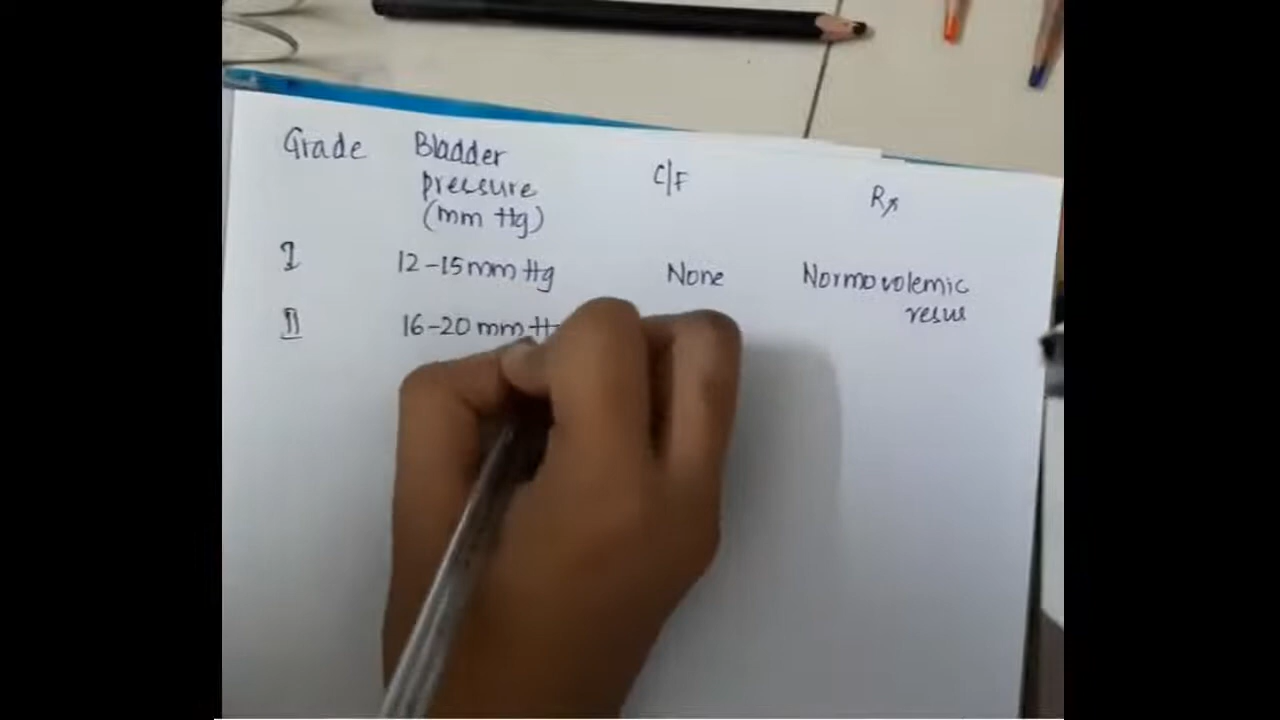 Grade Bladder pressure (mm Hg) C/F Rx
I 12-15 mm Hg None Normovolemic resus
II 16-20 mm H